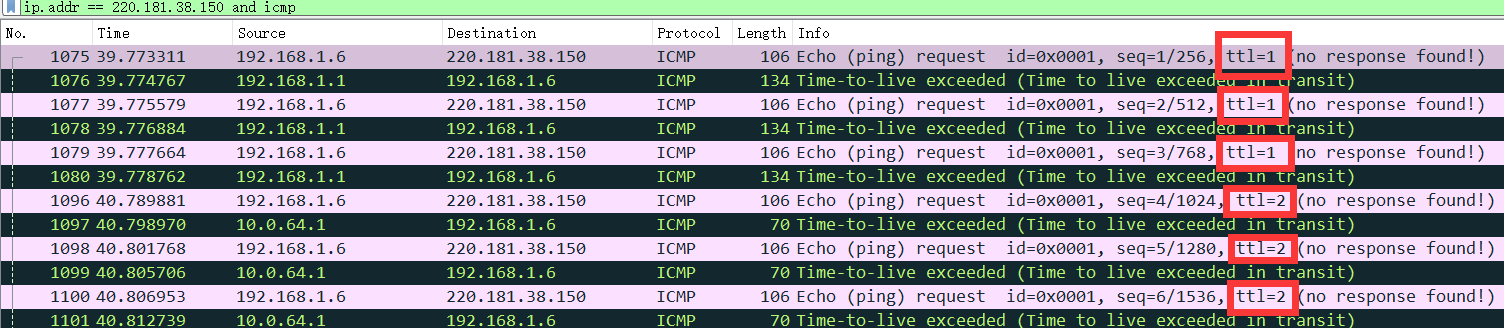 ip.addr == 220.181.38.150 and icmp
No. Time Source Destination Protocol Length Info
1075 39.773311 192.168.1.6 220.181.38.150 ICMP 106 Echo (ping) request id=0x0001, seq=1/256, ttl=1 (no response found!)
1076 39.774767 192.168.1.1 192.168.1.6 ICMP 134 Time-to-live exceeded (Time to live exceeded in transit)
1077 39.775579 192.168.1.6 220.181.38.150 ICMP 106 Echo (ping) request id=0x0001, seq=2/512, ttl=1 (no response found!)
1078 39.776884 192.168.1.1 192.168.1.6 ICMP 134 Time-to-live exceeded (Time to live exceeded in transit)
1079 39.777664 192.168.1.6 220.181.38.150 ICMP 106 Echo (ping) request id=0x0001, seq=3/768, ttl=1 (no response found!)
1080 39.778762 192.168.1.1 192.168.1.6 ICMP 134 Time-to-live exceeded (Time to live exceeded in transit)
1096 40.789881 192.168.1.6 220.181.38.150 ICMP 106 Echo (ping) request id=0x0001, seq=4/1024, ttl=2 (no response found!)
1097 40.798970 10.0.64.1 192.168.1.6 ICMP 70 Time-to-live exceeded (Time to live exceeded in transit)
1098 40.801768 192.168.1.6 220.181.38.150 ICMP 106 Echo (ping) request id=0x0001, seq=5/1280, ttl=2 (no response found!)
1099 40.805706 10.0.64.1 192.168.1.6 ICMP 70 Time-to-live exceeded (Time to live exceeded in transit)
1100 40.806953 192.168.1.6 220.181.38.150 ICMP 106 Echo (ping) request id=0x0001, seq=6/1536, ttl=2 (no response found!)
1101 40.812739 10.0.64.1 192.168.1.6 ICMP 70 Time-to-live exceeded (Time to live exceeded in transit)